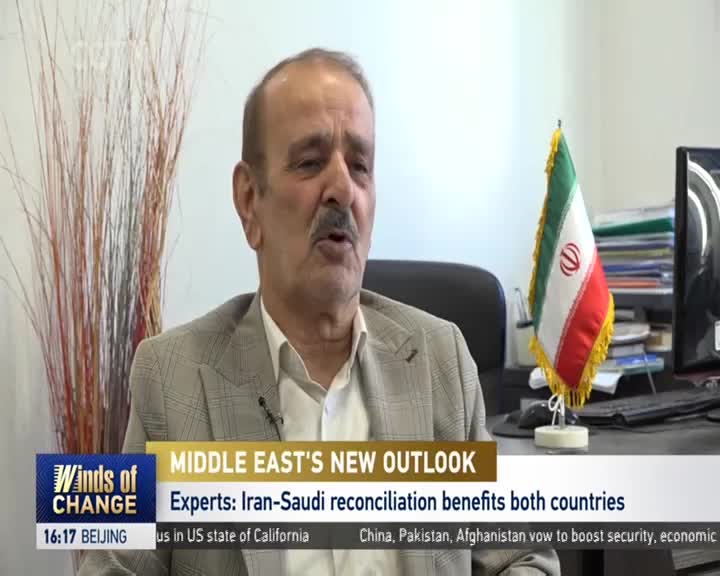 CGTN
MIDDLE EAST'S NEW OUTLOOK
Winds of
CHANGE
Experts: Iran-Saudi reconciliation benefits both countries
16:17 BEIJING
us in US state of California China, Pakistan, Afghanistan vow to boost security, economic